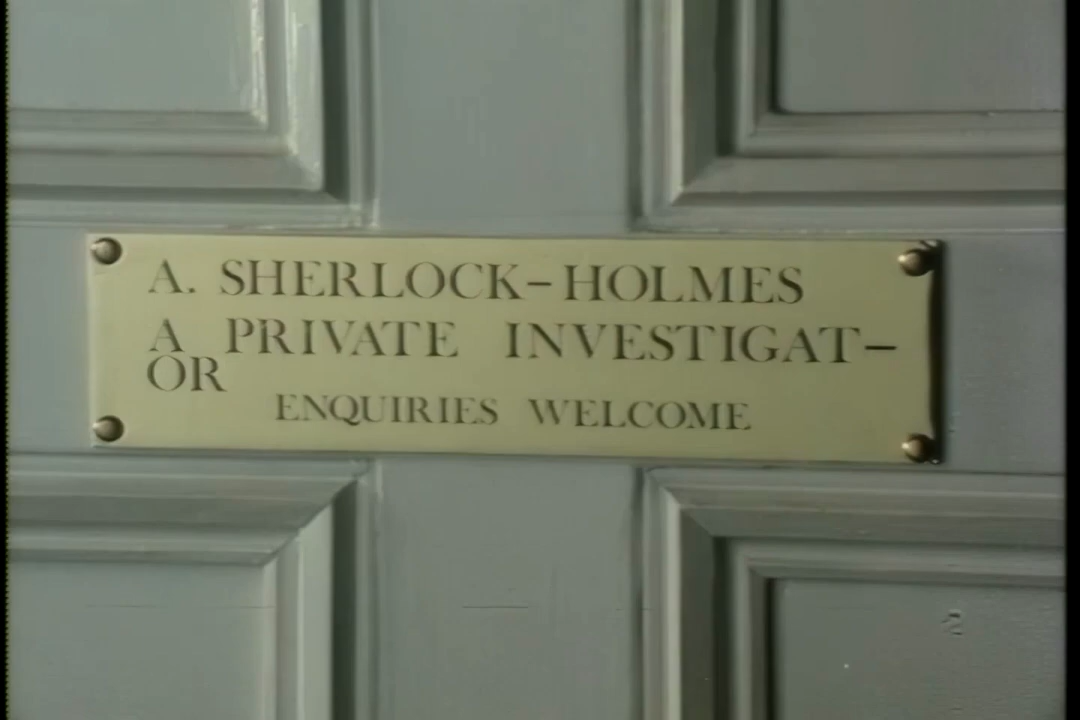 A. SHERLOCK-HOLMES
A PRIVATE INVESTIGAT-
OR
ENQUIRIES WELCOME